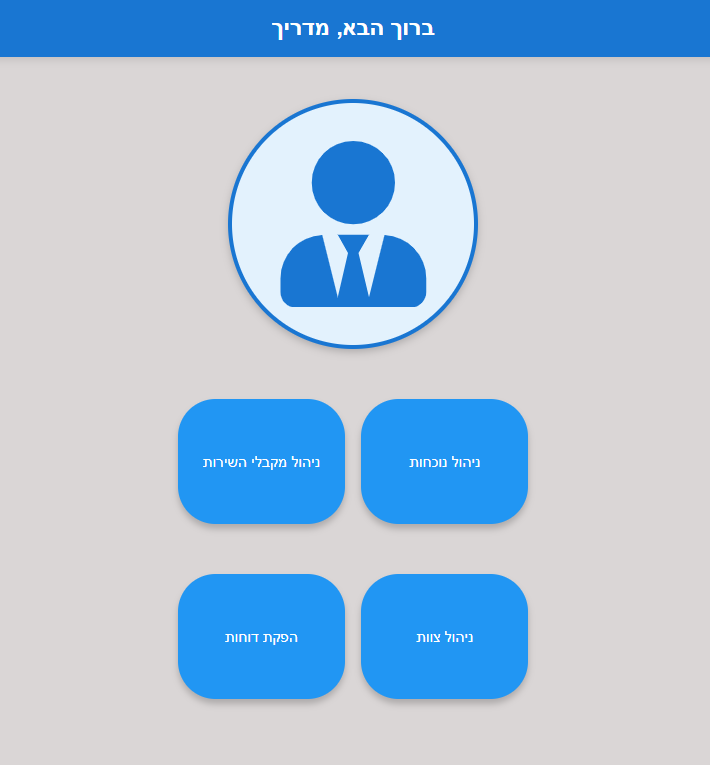 ברוך הבא, מדריך
ניהול נוכחות
ניהול מקבלי השירות
ניהול צוות
הפקת דוחות